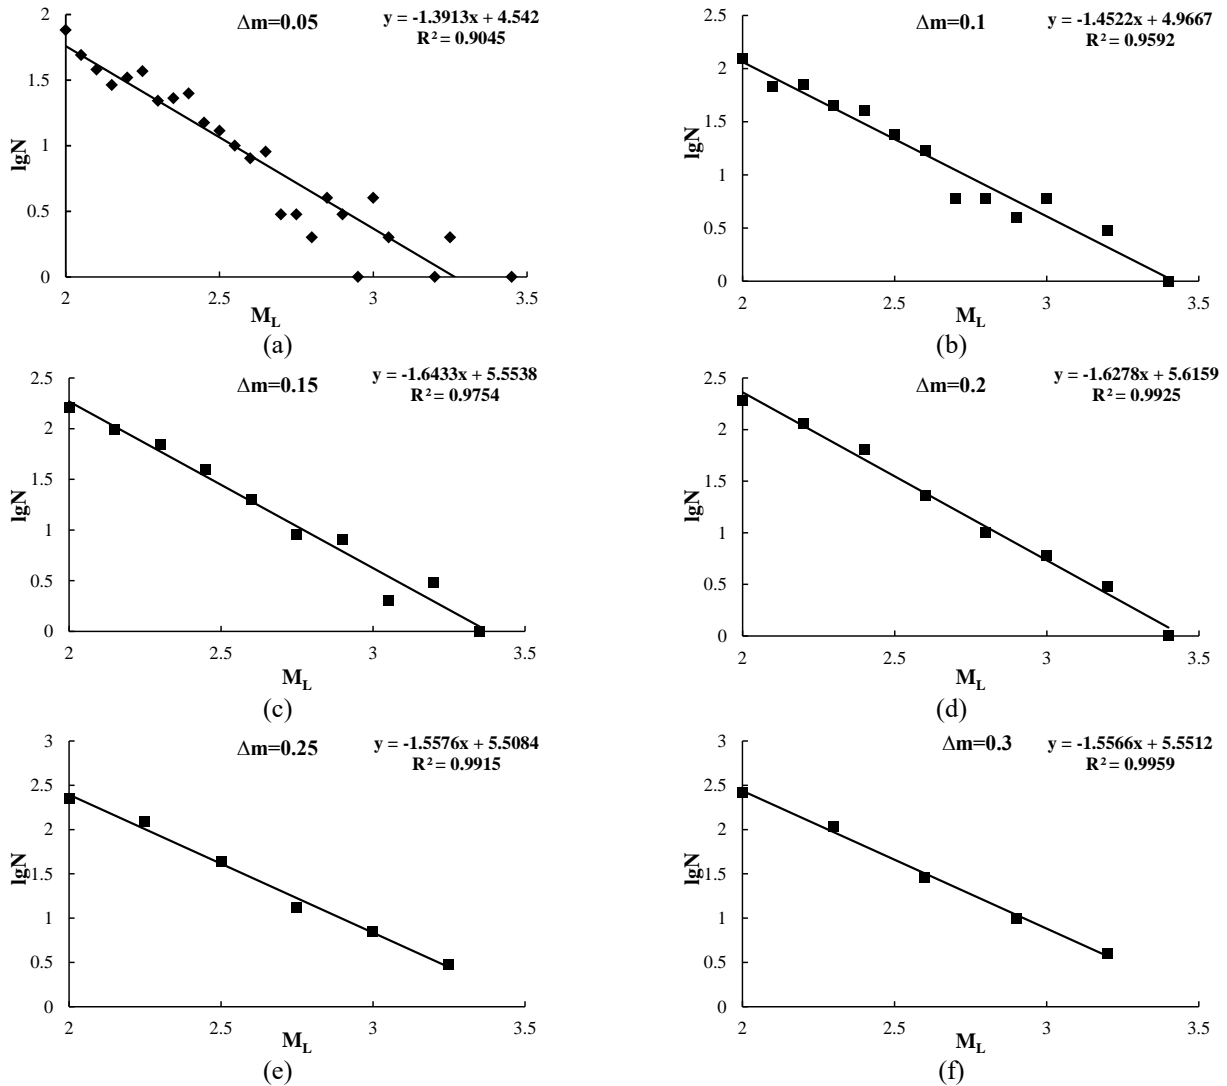 Δm=0.05
y = -1.3913x + 4.542
R² = 0.9045
2
1.5
1
0.5
0
lgN
2
2.5
3
3.5
M_L
(a)
Δm=0.1
y = -1.4522x + 4.9667
R² = 0.9592
2.5
2
1.5
1
0.5
0
lgN
2
2.5
3
3.5
M_L
(b)
Δm=0.15
y = -1.6433x + 5.5538
R² = 0.9754
2.5
2
1.5
1
0.5
0
lgN
2
2.5
3
3.5
M_L
(c)
Δm=0.2
y = -1.6278x + 5.6159
R² = 0.9925
2.5
2
1.5
1
0.5
0
lgN
2
2.5
3
3.5
M_L
(d)
Δm=0.25
y = -1.5576x + 5.5084
R² = 0.9915
3
2.5
2
1.5
1
0.5
0
lgN
2
2.5
3
3.5
M_L
(e)
Δm=0.3
y = -1.5566x + 5.5512
R² = 0.9959
3
2.5
2
1.5
1
0.5
0
lgN
2
2.5
3
3.5
M_L
(f)